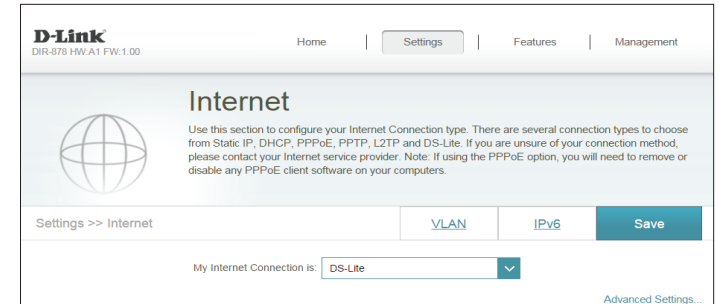 D-Link
DIR-878 HW:A1 FW:1.00
Home | Settings | Features | Management
Internet
Use this section to configure your Internet Connection type. There are several connection types to choose
from Static IP, DHCP, PPPoE, PPTP, L2TP and DS-Lite. If you are unsure of your connection method,
please contact your Internet service provider. Note: If using the PPPoE option, you will need to remove or
disable any PPPoE client software on your computers.
Settings >> Internet VLAN IPv6 Save
My Internet Connection is: DS-Lite
Advanced Settings...